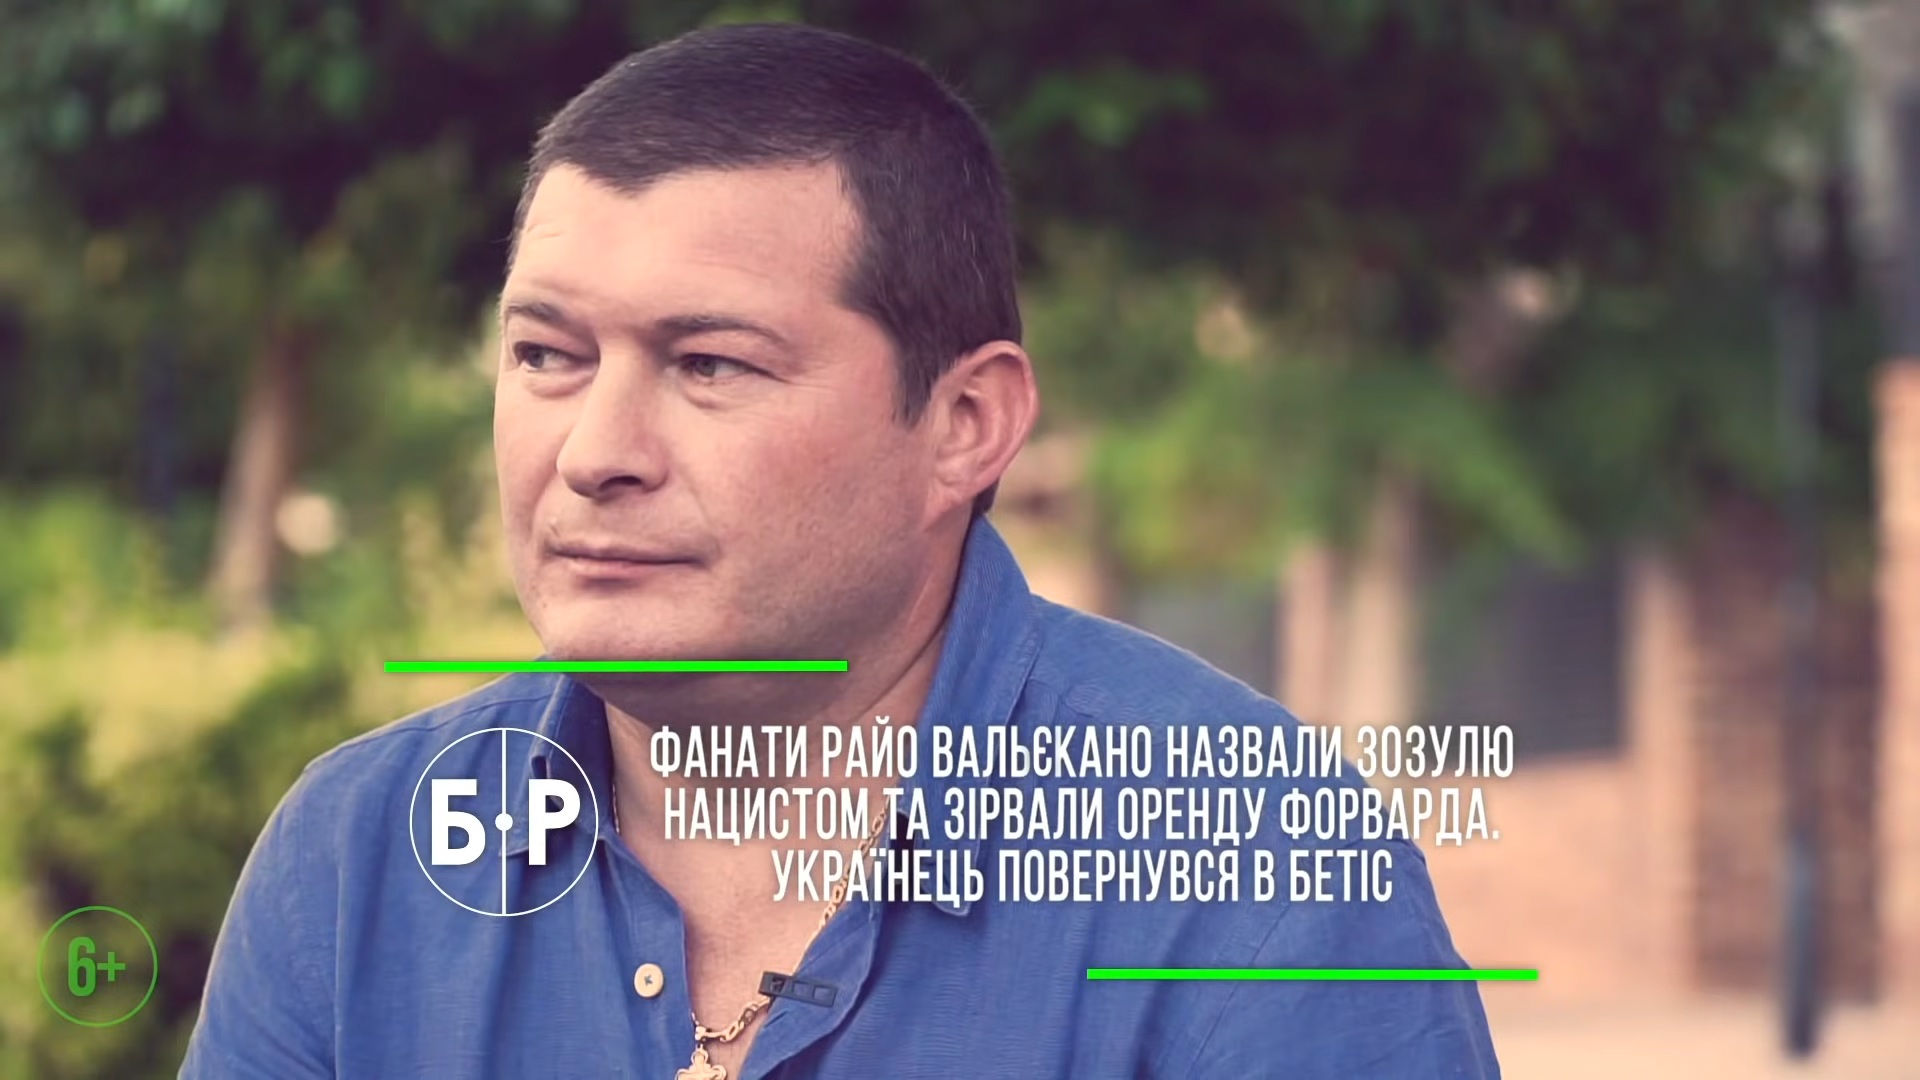 ФАНАТИ РАЙО ВАЛЬЄКАНО НАЗВАЛИ ЗОЗУЛЮ
НАЦИСТОМ ТА ЗІРВАЛИ ОРЕНДУ ФОРВАРДА.
УКРАЇНЕЦЬ ПОВЕРНУВСЯ В БЕТІС
Б·Р
6+